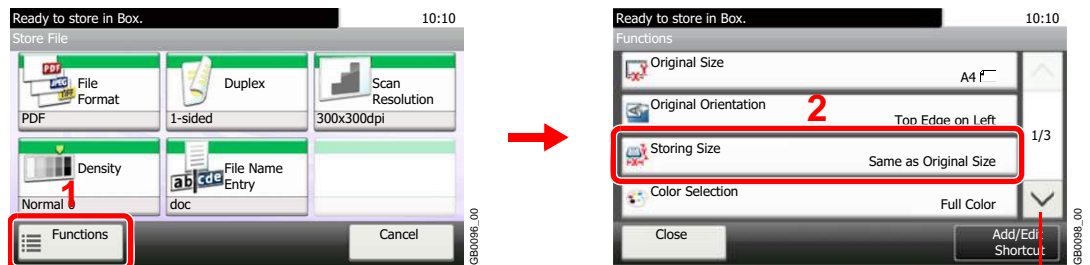 Ready to store in Box.
10:10
Store File
PDF
JPEG
TIFF
File
Format
PDF
Duplex
1-sided
Scan
Resolution
300x300dpi
Density
Normal 0
ab cde
File Name
Entry
doc
1
Functions
Cancel
GB0096_00
Ready to store in Box.
10:10
Functions
Original Size
A4
Original Orientation
Top Edge on Left
2
Storing Size
Same as Original Size
1/3
Color Selection
Full Color
Close
Add/Edit
Shortcut
GB0098_00